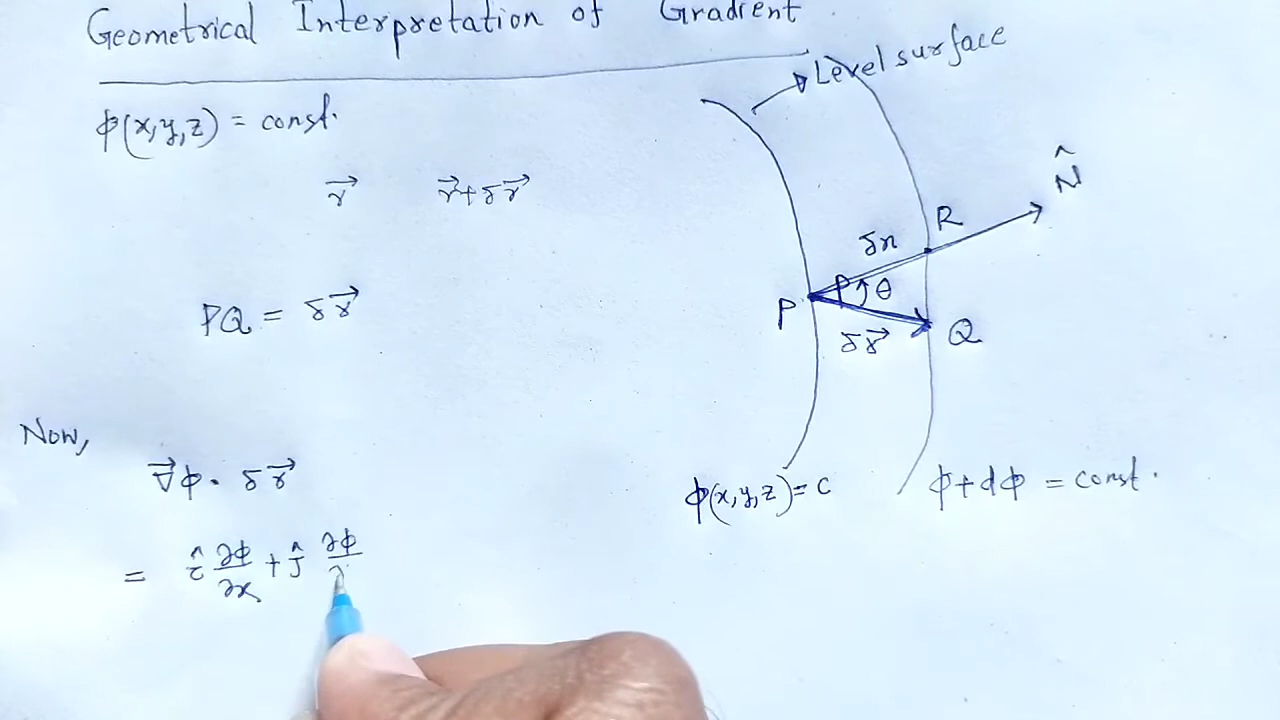 Geometrical Interpretation of Gradient
Level surface
ϕ(x,y,z) = const.
r⃗ r⃗+δr⃗
N̂
R
δn
θ
P
Q
δr⃗
PQ = δr⃗
Now,
∇⃗ϕ · δr⃗
ϕ(x,y,z) = c
ϕ+dϕ = const.
= î ∂ϕ/∂x + ĵ ∂ϕ/∂